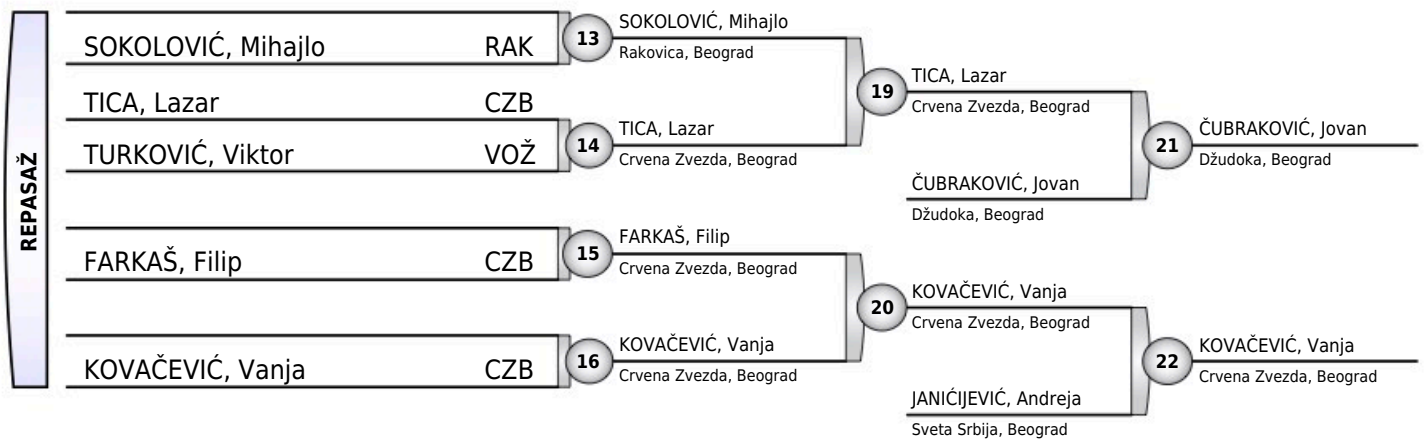 REPASAŽ
SOKOLOVIĆ, Mihajlo RAK
TICA, Lazar CZB
TURKOVIĆ, Viktor VOŽ
FARKAŠ, Filip CZB
KOVAČEVIĆ, Vanja CZB
13
SOKOLOVIĆ, Mihajlo
Rakovica, Beograd
14
TICA, Lazar
Crvena Zvezda, Beograd
15
FARKAŠ, Filip
Crvena Zvezda, Beograd
16
KOVAČEVIĆ, Vanja
Crvena Zvezda, Beograd
19
TICA, Lazar
Crvena Zvezda, Beograd
ČUBRAKOVIĆ, Jovan
Džudoka, Beograd
20
KOVAČEVIĆ, Vanja
Crvena Zvezda, Beograd
JANIĆIJEVIĆ, Andreja
Sveta Srbija, Beograd
21
ČUBRAKOVIĆ, Jovan
Džudoka, Beograd
22
KOVAČEVIĆ, Vanja
Crvena Zvezda, Beograd